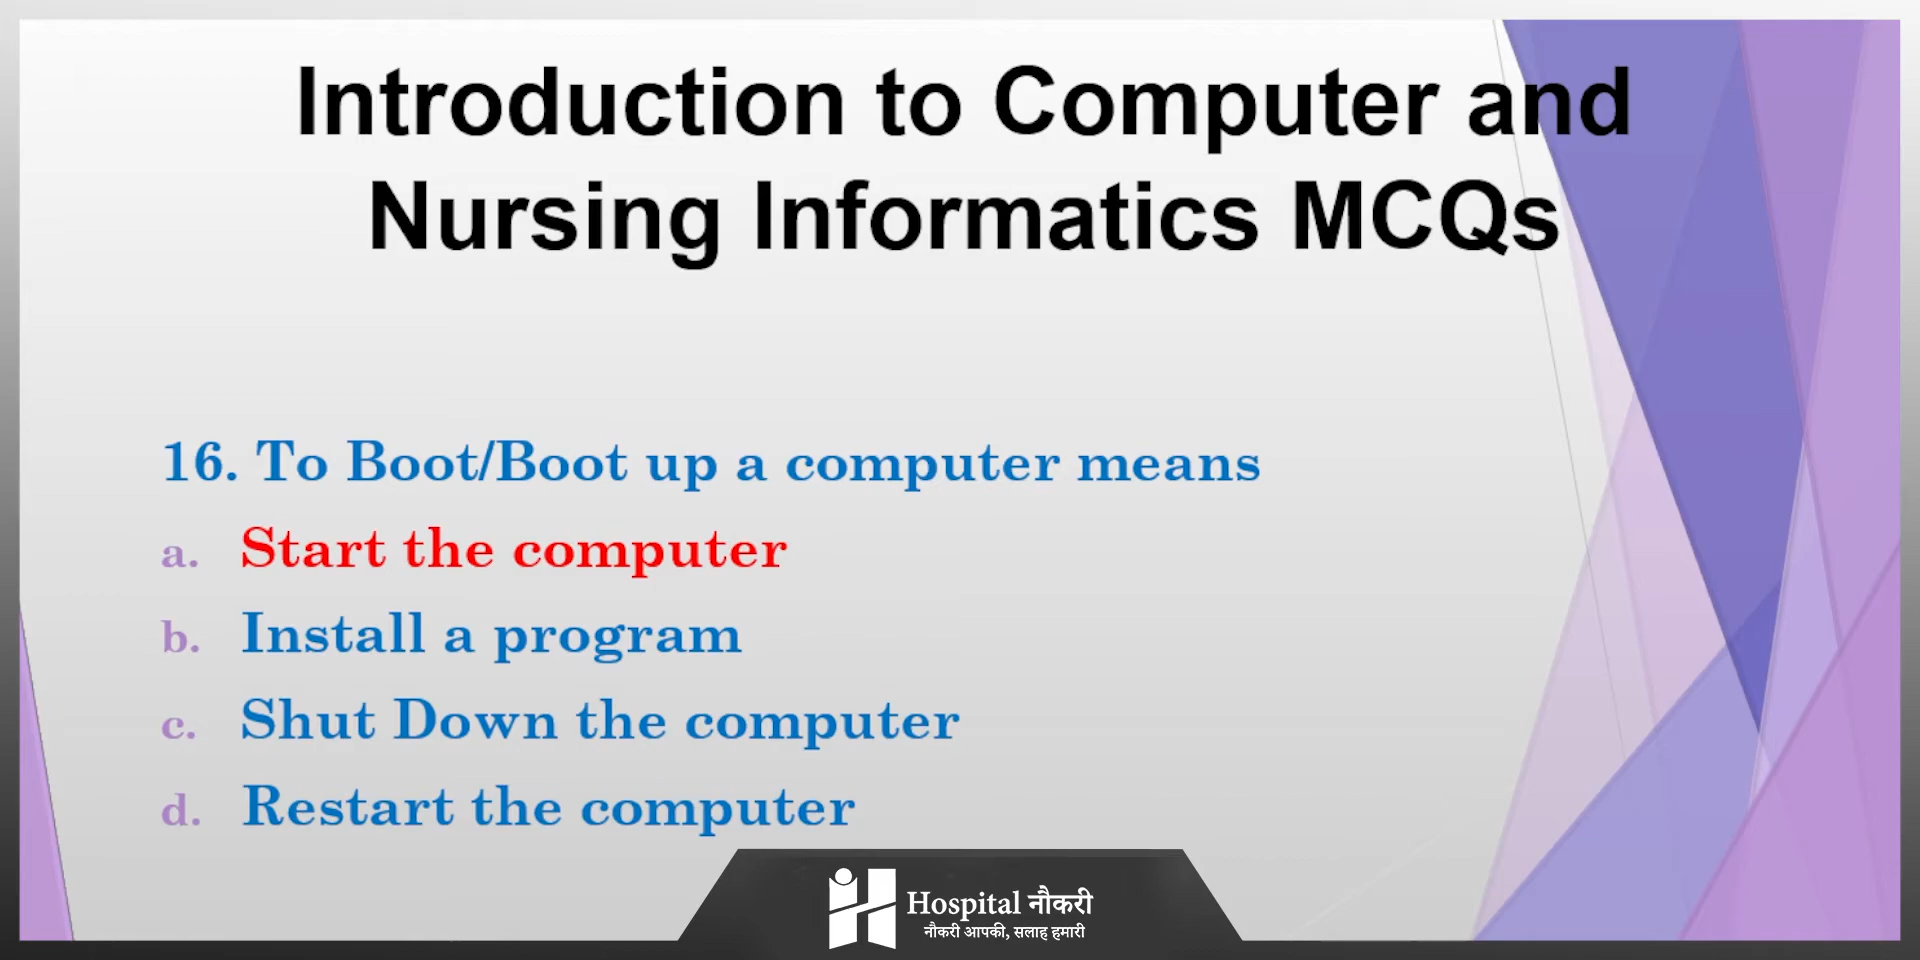 Introduction to Computer and
Nursing Informatics MCQs
16. To Boot/Boot up a computer means
a. Start the computer
b. Install a program
c. Shut Down the computer
d. Restart the computer
Hospital नौकरी
नौकरी आपकी, सलाह हमारी